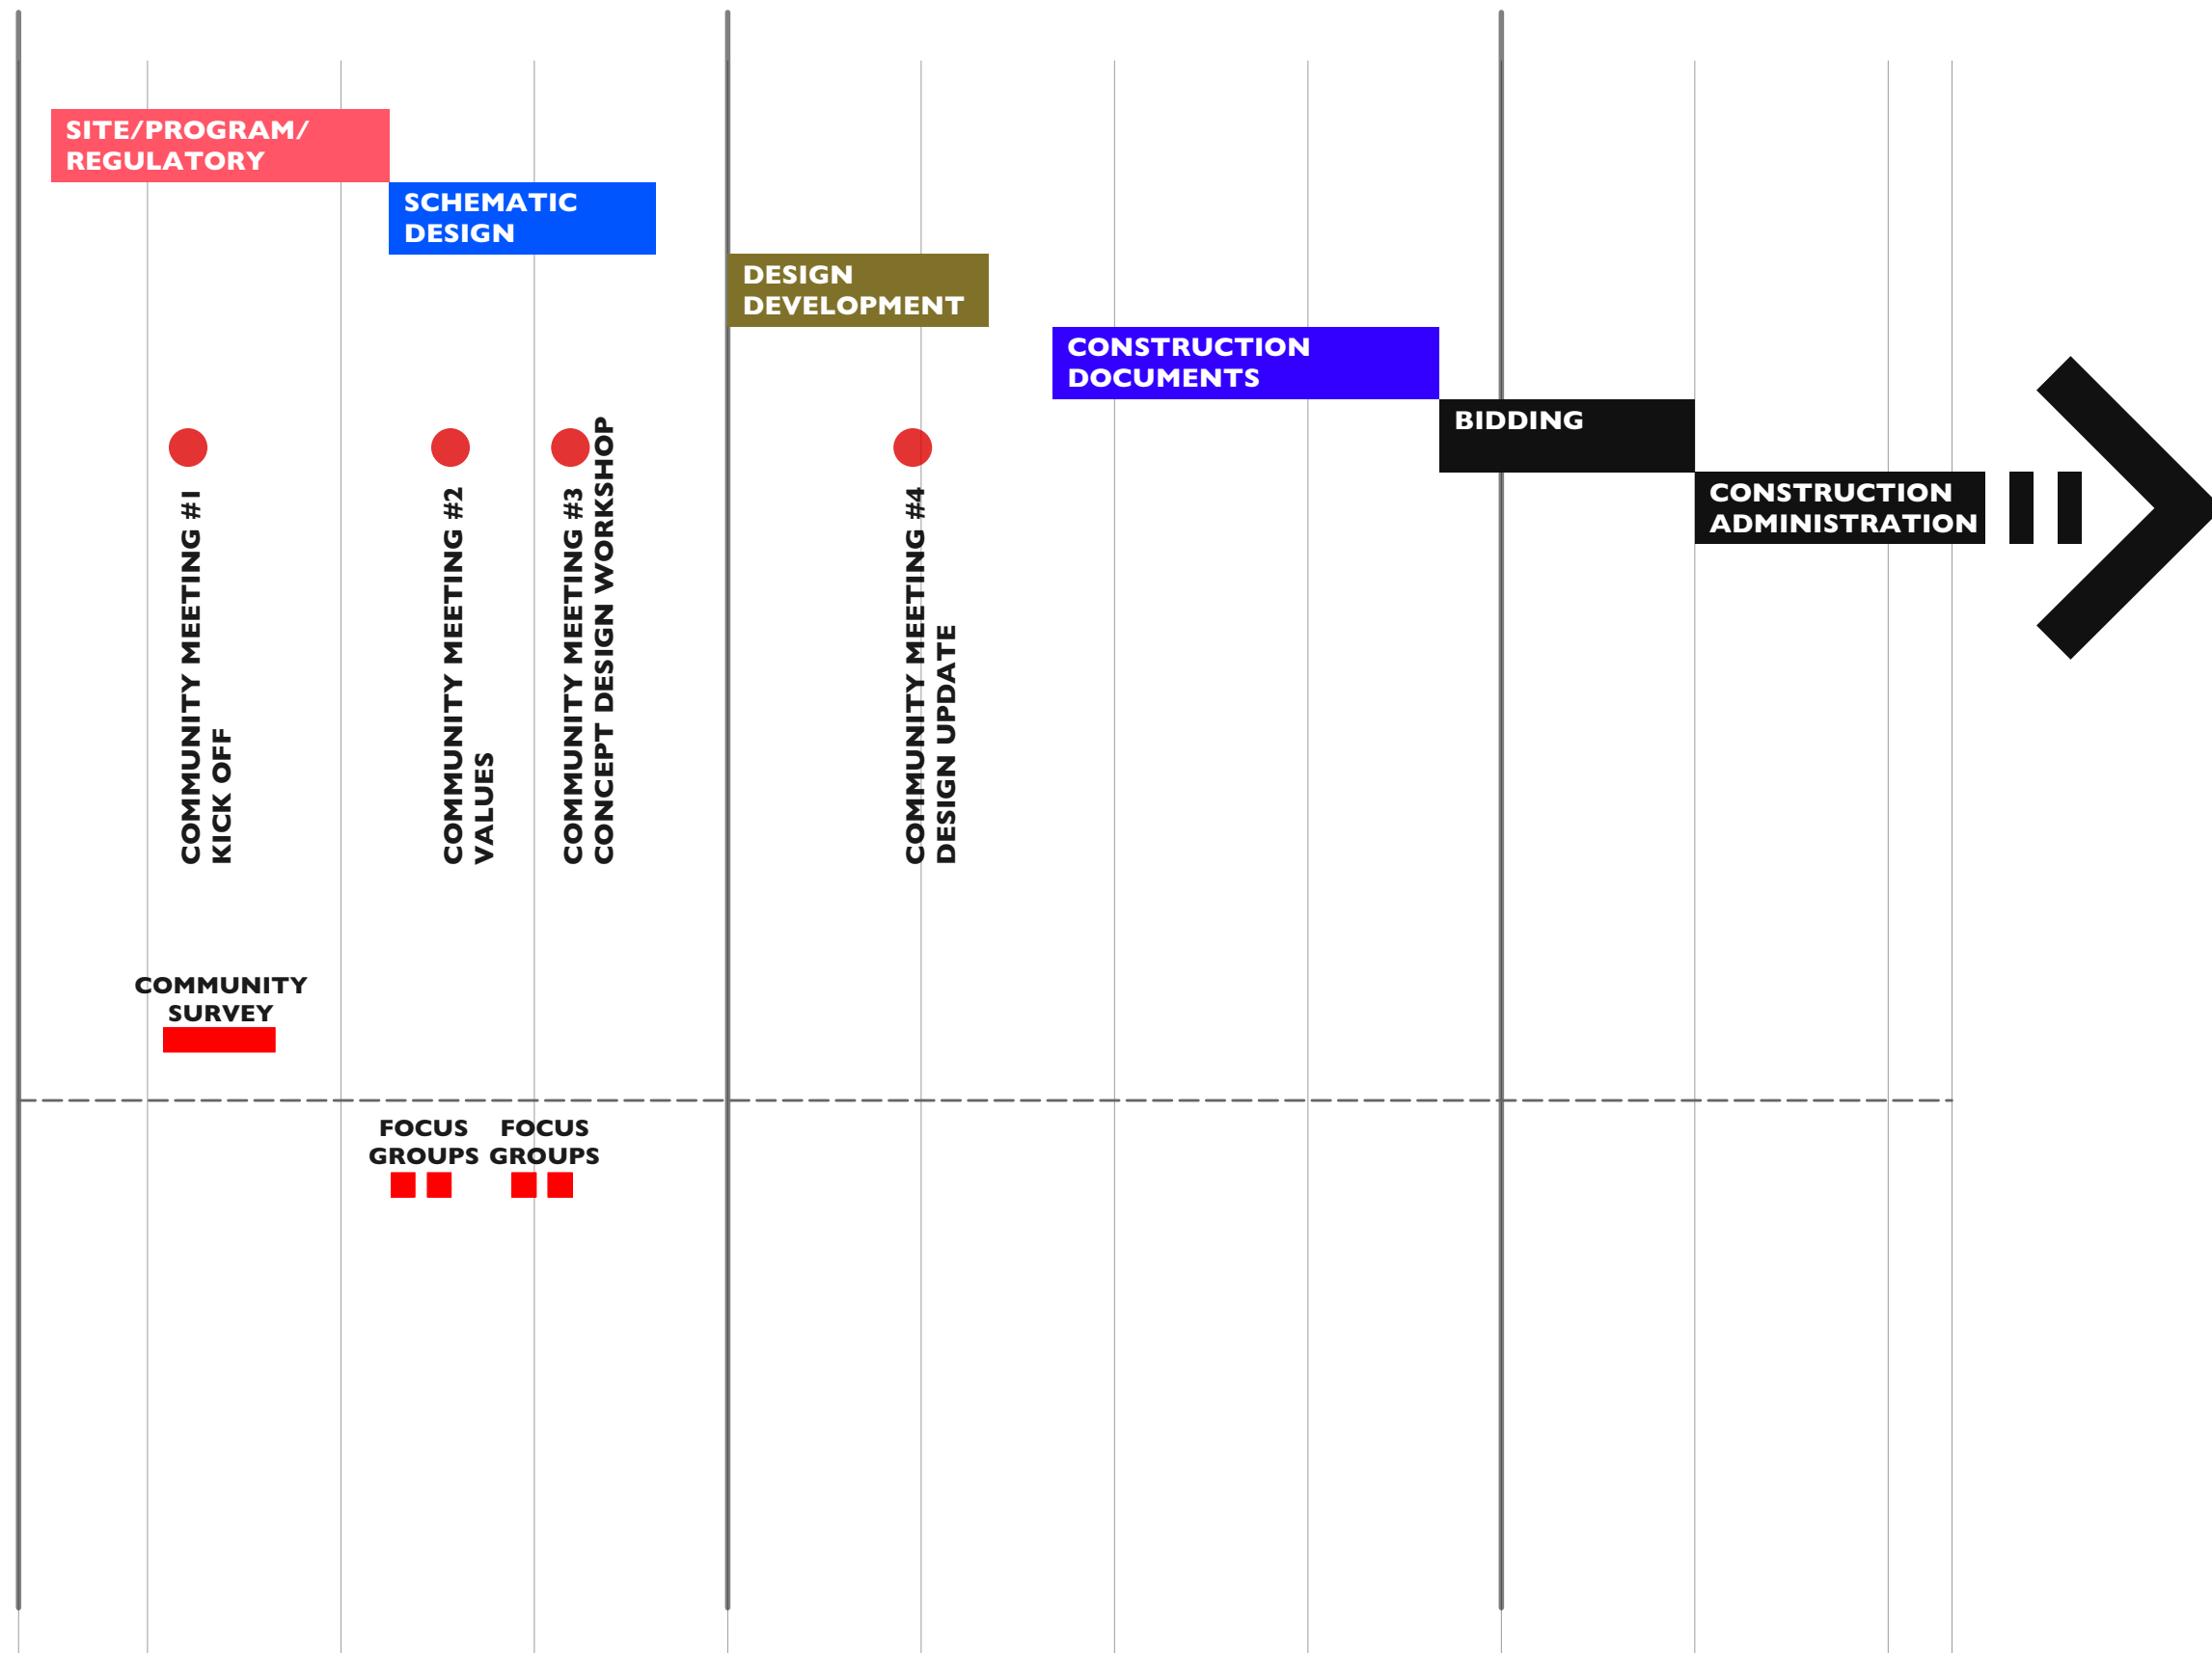 SITE/PROGRAM/
REGULATORY
SCHEMATIC
DESIGN
DESIGN
DEVELOPMENT
CONSTRUCTION
DOCUMENTS
BIDDING
CONSTRUCTION
ADMINISTRATION
COMMUNITY MEETING #1
KICK OFF
COMMUNITY MEETING #2
VALUES
COMMUNITY MEETING #3
CONCEPT DESIGN WORKSHOP
COMMUNITY MEETING #4
DESIGN UPDATE
COMMUNITY
SURVEY
FOCUS
GROUPS
FOCUS
GROUPS